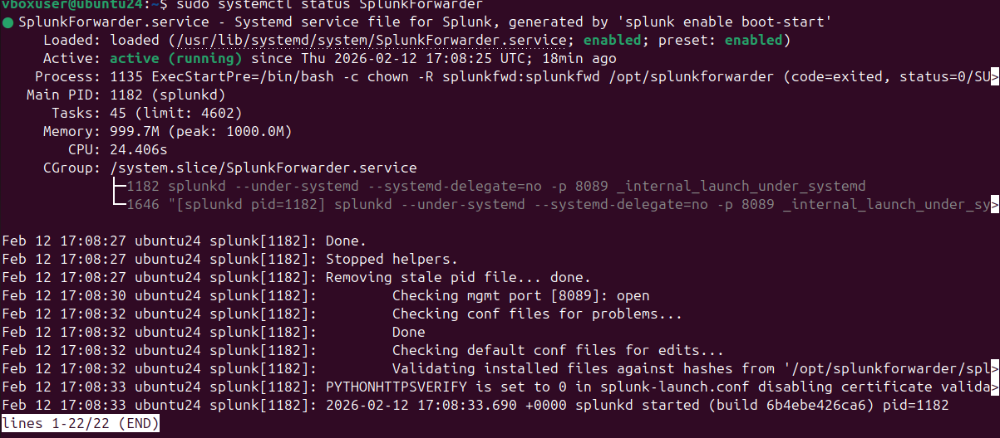 vboxuser@ubuntu24:~$ sudo systemctl status SplunkForwarder
● SplunkForwarder.service - Systemd service file for Splunk, generated by 'splunk enable boot-start'
     Loaded: loaded (/usr/lib/systemd/system/SplunkForwarder.service; enabled; preset: enabled)
     Active: active (running) since Thu 2026-02-12 17:08:25 UTC; 18min ago
    Process: 1135 ExecStartPre=/bin/bash -c chown -R splunkfwd:splunkfwd /opt/splunkforwarder (code=exited, status=0/SU>
   Main PID: 1182 (splunkd)
      Tasks: 45 (limit: 4602)
     Memory: 999.7M (peak: 1000.0M)
        CPU: 24.406s
     CGroup: /system.slice/SplunkForwarder.service
             ├─1182 splunkd --under-systemd --systemd-delegate=no -p 8089 _internal_launch_under_systemd
             └─1646 "[splunkd pid=1182] splunkd --under-systemd --systemd-delegate=no -p 8089 _internal_launch_under_sy>
Feb 12 17:08:27 ubuntu24 splunk[1182]: Done.
Feb 12 17:08:27 ubuntu24 splunk[1182]: Stopped helpers.
Feb 12 17:08:27 ubuntu24 splunk[1182]: Removing stale pid file... done.
Feb 12 17:08:30 ubuntu24 splunk[1182]:         Checking mgmt port [8089]: open
Feb 12 17:08:32 ubuntu24 splunk[1182]:         Checking conf files for problems...
Feb 12 17:08:32 ubuntu24 splunk[1182]:         Done
Feb 12 17:08:32 ubuntu24 splunk[1182]:         Checking default conf files for edits...
Feb 12 17:08:32 ubuntu24 splunk[1182]:         Validating installed files against hashes from '/opt/splunkforwarder/spl>
Feb 12 17:08:33 ubuntu24 splunk[1182]: PYTHONHTTPSVERIFY is set to 0 in splunk-launch.conf disabling certificate valida>
Feb 12 17:08:33 ubuntu24 splunk[1182]: 2026-02-12 17:08:33.690 +0000 splunkd started (build 6b4ebe426ca6) pid=1182
lines 1-22/22 (END)